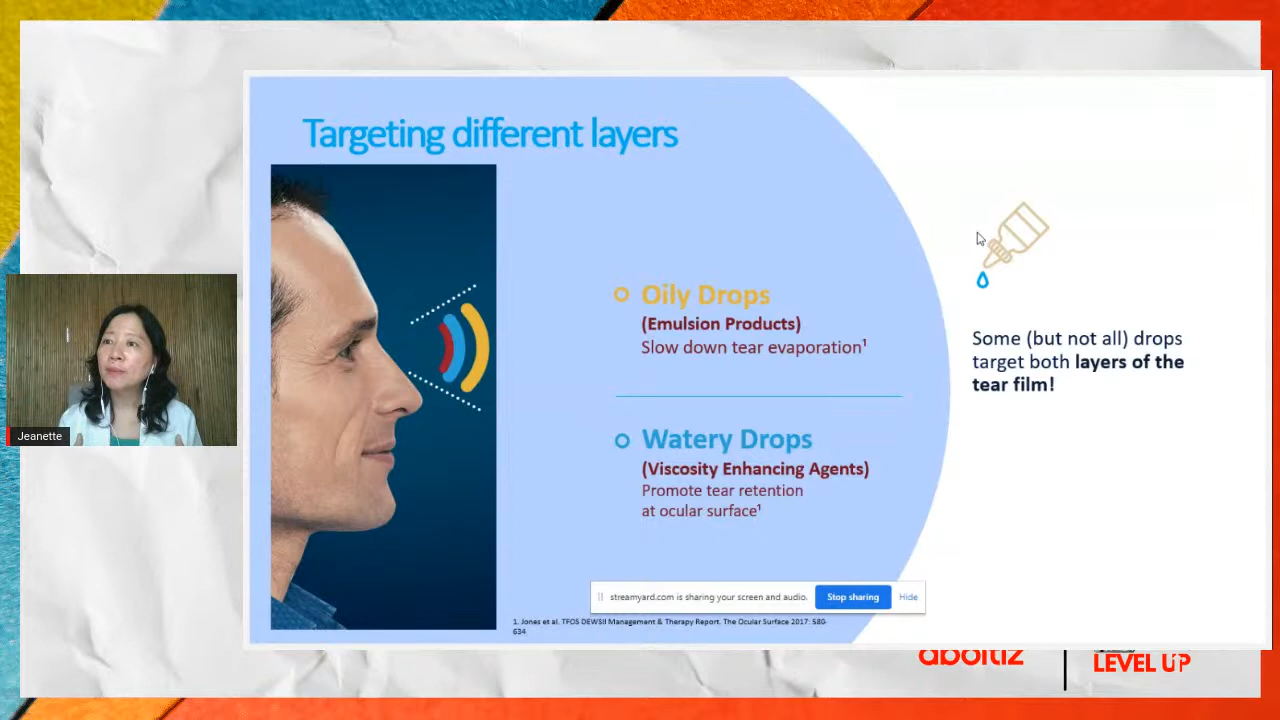 Targeting different layers
Oily Drops
(Emulsion Products)
Slow down tear evaporation¹
Watery Drops
(Viscosity Enhancing Agents)
Promote tear retention
at ocular surface¹
Some (but not all) drops
target both layers of the
tear film!
Jeanette
streamyard.com is sharing your screen and audio.
Stop sharing
Hide
1. Jones et al. TFOS DEWSII Management & Therapy Report. The Ocular Surface 2017: 580-
634
aboitiz
LEVEL UP